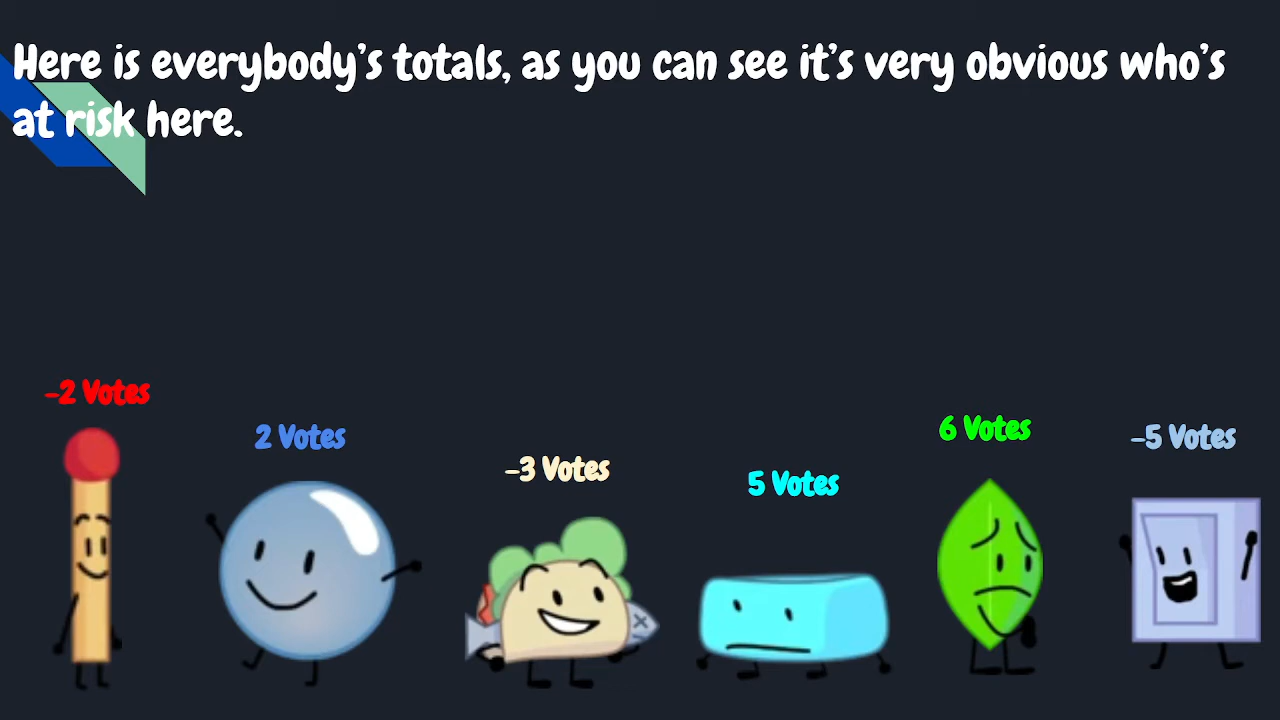 Here is everybody's totals, as you can see it's very obvious who's
at risk here.
-2 Votes
2 Votes
-3 Votes
5 Votes
6 Votes
-5 Votes